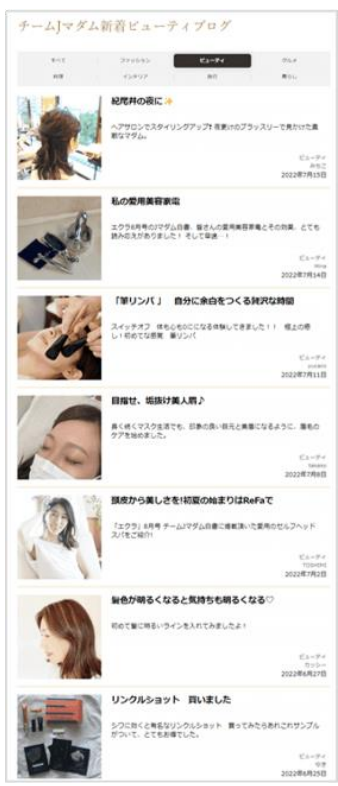 チームJマダム新着ビューティブログ
すべて ファッション ビューティ グルメ
料理 インテリア 旅行 暮らし
紀尾井の夜に✨
ヘアサロンでスタイリングアップ⤴夜更けのブラッスリーで見かけた素
敵なマダム。
ビューティ
みちこ
2022年7月15日
私の愛用美容家電
エクラ8月号のJマダム白書、皆さんの愛用美容家電とその効果、とても
読みのえがありました！ そして早速…！
ビューティ
2022年7月14日
「筆リンパ 」 自分に余白をつくる贅沢な時間
スイッチオフ 体も心も0にになる体験してきました！！ 極上の癒
し！初めてな感覚 筆リンパ
ビューティ
2022年7月11日
目指せ、垢抜け美人眉♪
長く続くマスク生活でも、印象の良い目元と美眉になるように、眉毛の
ケアを始めました。
ビューティ
2022年7月8日
頭皮から美しさを!初夏の始まりはReFaで
「エクラ」8月号 チームJマダム白書に掲載頂いた愛用のセルフヘッド
スパをご紹介!
ビューティ
YOSHIMI
2022年7月2日
髪色が明るくなると気持ちも明るくなる♡
初めて髪に明るいラインを入れてみましたよ！
ビューティ
カッシー
2022年6月27日
リンクルショット 買いました
シワに効くと有名なリンクルショット 買ってみたらあれこれサンプル
がついて、とてもお得でした。
ビューティ
2022年6月25日